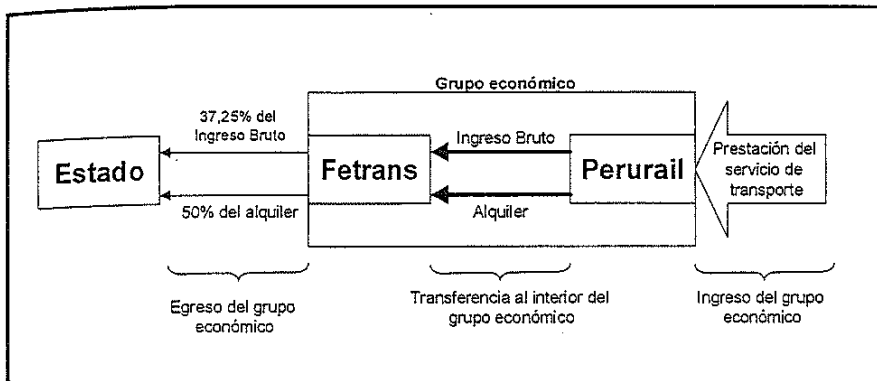 Grupo económico
37,25% del
Ingreso Bruto
Ingreso Bruto
Prestación del
servicio de
transporte
Estado
Fetrans
Perurail
50% del alquiler
Alquiler
Egreso del grupo
económico
Transferencia al interior del
grupo económico
Ingreso del grupo
económico